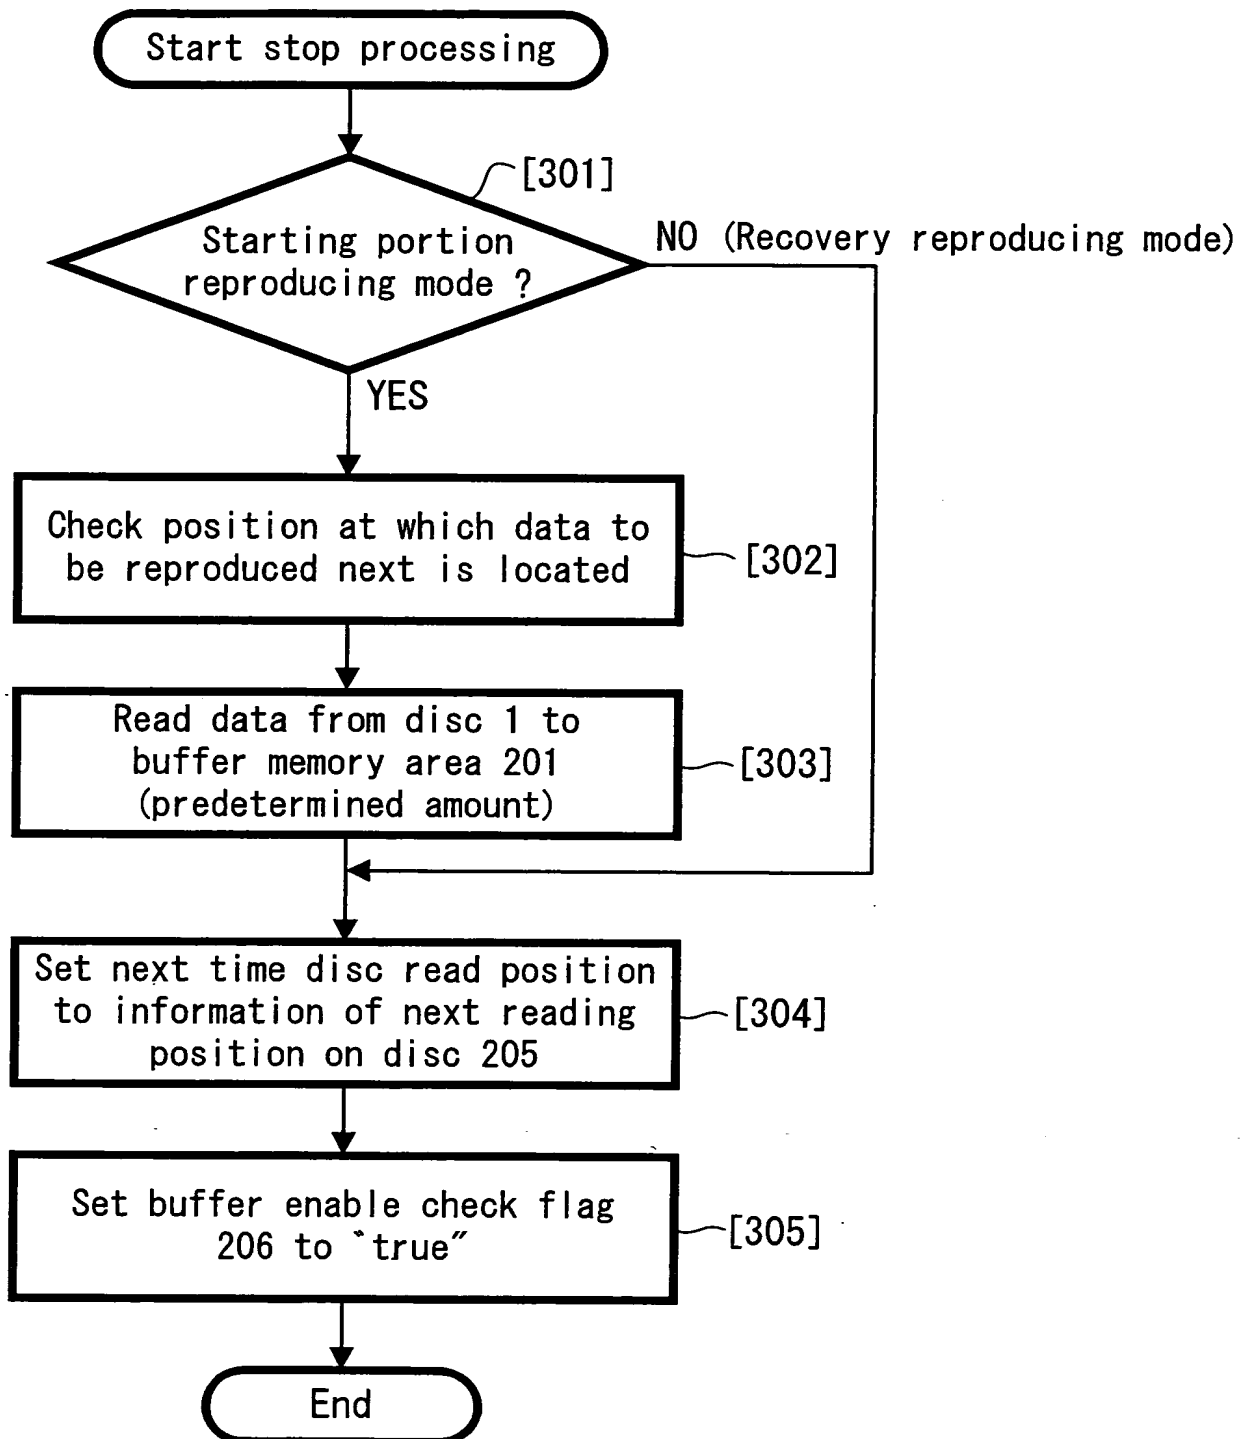 Start stop processing
[301]
Starting portion
reproducing mode ?
NO (Recovery reproducing mode)
YES
Check position at which data to
be reproduced next is located
[302]
Read data from disc 1 to
buffer memory area 201
(predetermined amount)
[303]
Set next time disc read position
to information of next reading
position on disc 205
[304]
Set buffer enable check flag
206 to "true"
[305]
End